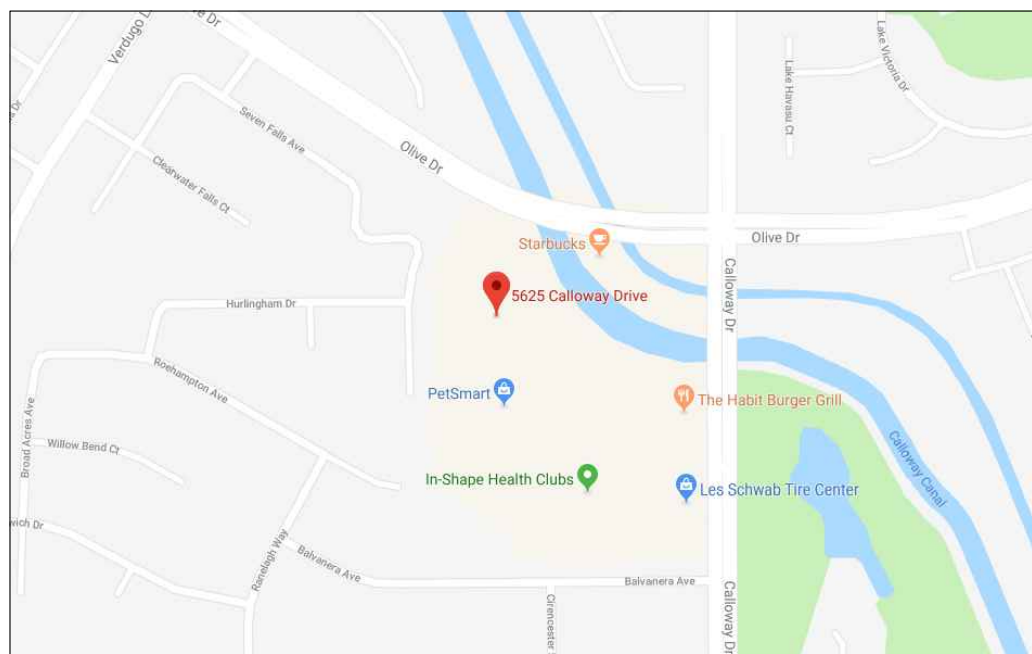 Verdugo L
ve Dr
Lake Victoria Dr
Lake Havasu Ct
Seven Falls Ave
Olive Dr
Clearwater Falls Ct
Starbucks
Olive Dr
Calloway Dr
5625 Calloway Drive
Hurlingham Dr
Roehampton Ave
PetSmart
The Habit Burger Grill
Broad Acres Ave
Willow Bend Ct
Calloway Canal
In-Shape Health Clubs
Les Schwab Tire Center
wich Dr
Ranelagh Way
Balvanera Ave
Balvanera Ave
Cirencester
Calloway Dr